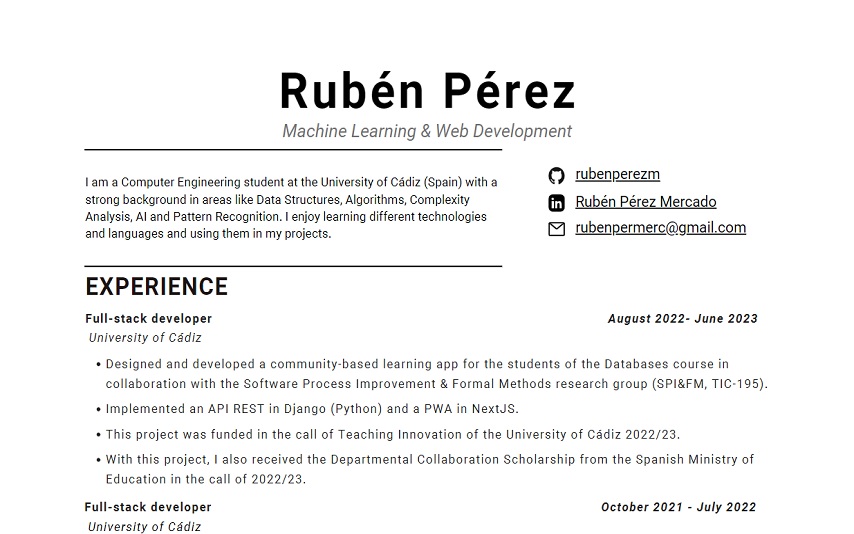 Rubén Pérez
Machine Learning & Web Development
I am a Computer Engineering student at the University of Cádiz (Spain) with a
strong background in areas like Data Structures, Algorithms, Complexity
Analysis, AI and Pattern Recognition. I enjoy learning different technologies
and languages and using them in my projects.
rubenperezm
Rubén Pérez Mercado
rubenpermerc@gmail.com
EXPERIENCE
Full-stack developer August 2022- June 2023
University of Cádiz
• Designed and developed a community-based learning app for the students of the Databases course in
collaboration with the Software Process Improvement & Formal Methods research group (SPI&FM, TIC-195).
• Implemented an API REST in Django (Python) and a PWA in NextJS.
• This project was funded in the call of Teaching Innovation of the University of Cádiz 2022/23.
• With this project, I also received the Departmental Collaboration Scholarship from the Spanish Ministry of
Education in the call of 2022/23.
Full-stack developer October 2021 - July 2022
University of Cádiz